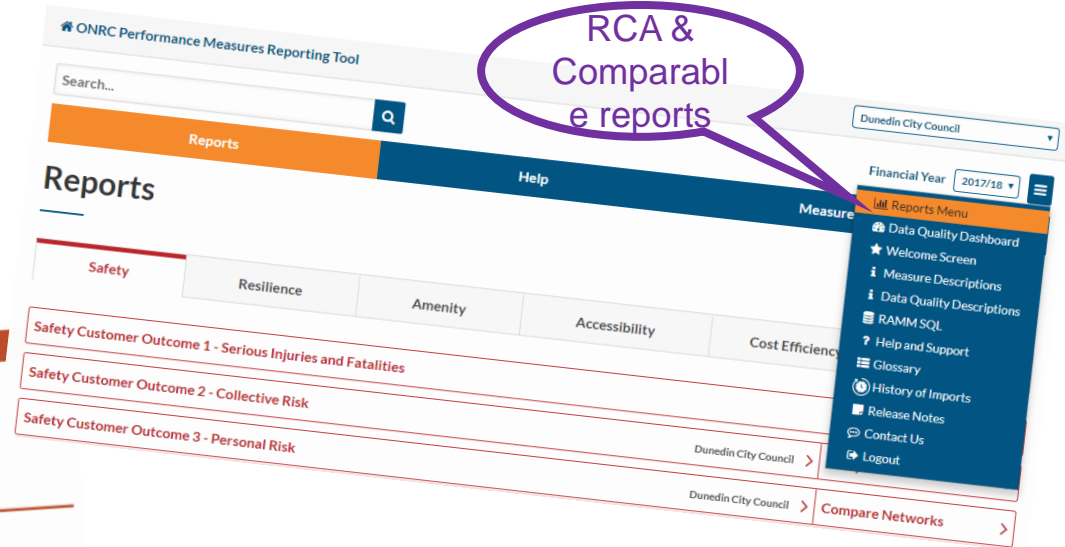 RCA &
Comparabl
e reports
ONRC Performance Measures Reporting Tool
Search...
Dunedin City Council
Financial Year 2017/18
Reports
Help
Measure
Reports
Reports Menu
Data Quality Dashboard
Welcome Screen
Measure Descriptions
Data Quality Descriptions
RAMM SQL
Help and Support
Glossary
History of Imports
Release Notes
Contact Us
Logout
Safety
Resilience
Amenity
Accessibility
Cost Efficiency
Safety Customer Outcome 1 - Serious Injuries and Fatalities
Safety Customer Outcome 2 - Collective Risk
Dunedin City Council
Safety Customer Outcome 3 - Personal Risk
Dunedin City Council
Compare Networks